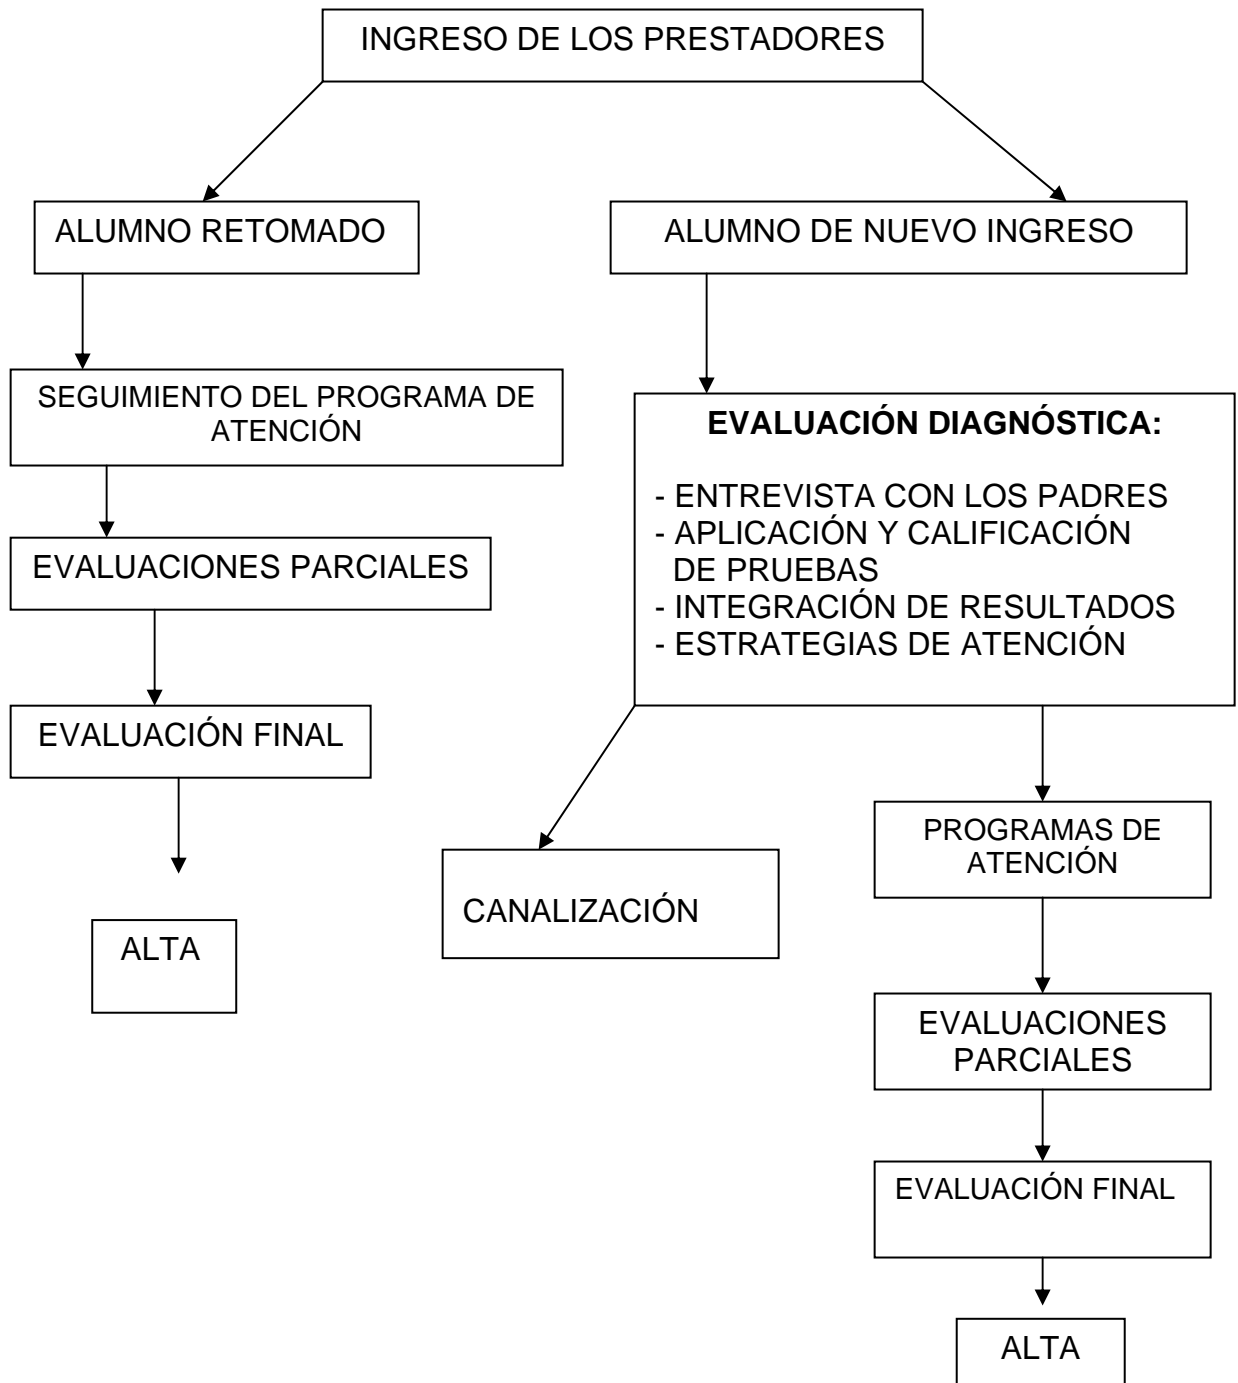 INGRESO DE LOS PRESTADORES
ALUMNO RETOMADO
ALUMNO DE NUEVO INGRESO
SEGUIMIENTO DEL PROGRAMA DE
ATENCIÓN
EVALUACIONES PARCIALES
EVALUACIÓN FINAL
ALTA
EVALUACIÓN DIAGNÓSTICA:
- ENTREVISTA CON LOS PADRES
- APLICACIÓN Y CALIFICACIÓN
DE PRUEBAS
- INTEGRACIÓN DE RESULTADOS
- ESTRATEGIAS DE ATENCIÓN
CANALIZACIÓN
PROGRAMAS DE
ATENCIÓN
EVALUACIONES
PARCIALES
EVALUACIÓN FINAL
ALTA